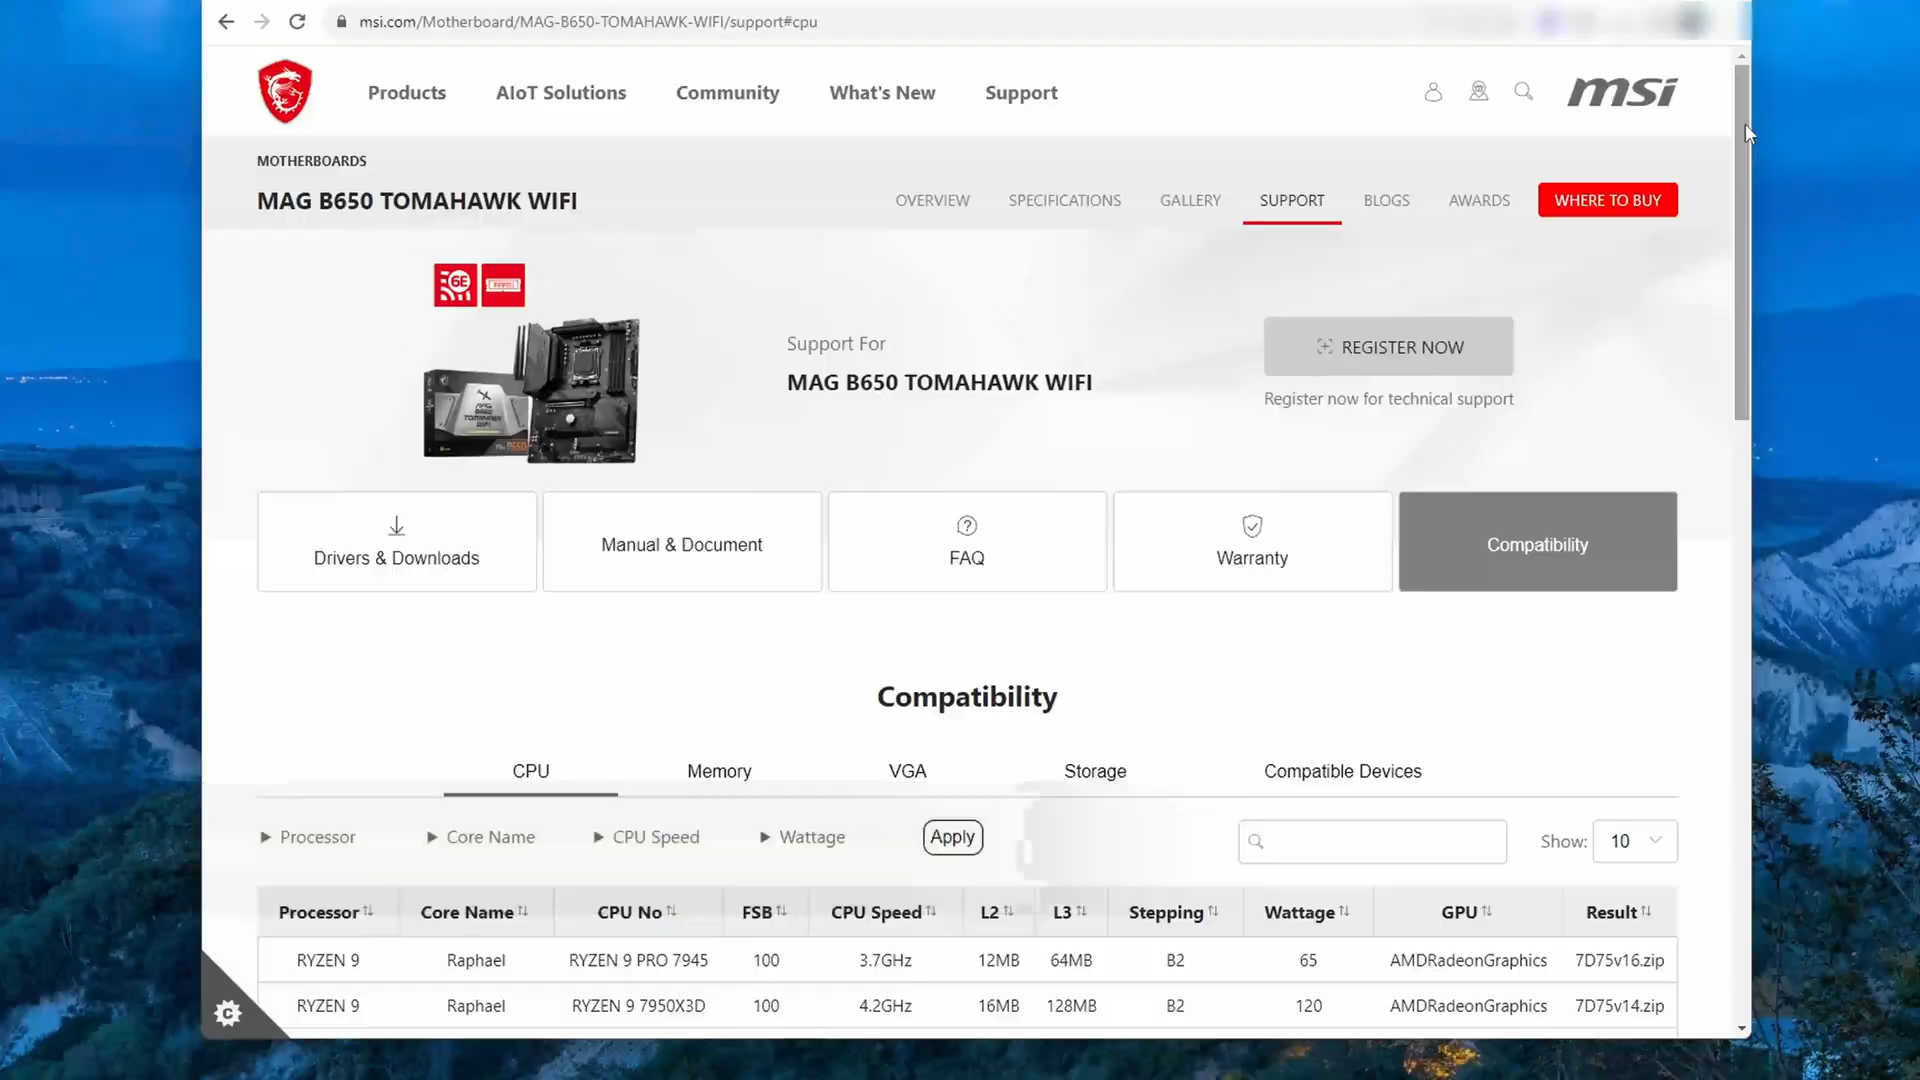 msi.com/Motherboard/MAG-B650-TOMAHAWK-WIFI/support#cpu
Products AIoT Solutions Community What's New Support
msi
MOTHERBOARDS
MAG B650 TOMAHAWK WIFI
OVERVIEW SPECIFICATIONS GALLERY SUPPORT BLOGS AWARDS WHERE TO BUY
6E
Support For
MAG B650 TOMAHAWK WIFI
REGISTER NOW
Register now for technical support
MAG
B650
TOMAHAWK
WIFI
Drivers & Downloads Manual & Document FAQ Warranty Compatibility
Compatibility
CPU Memory VGA Storage Compatible Devices
Processor Core Name CPU Speed Wattage Apply Show: 10
Processor Core Name CPU No FSB CPU Speed L2 L3 Stepping Wattage GPU Result
RYZEN 9 Raphael RYZEN 9 PRO 7945 100 3.7GHz 12MB 64MB B2 65 AMDRadeonGraphics 7D75v16.zip
RYZEN 9 Raphael RYZEN 9 7950X3D 100 4.2GHz 16MB 128MB B2 120 AMDRadeonGraphics 7D75v14.zip
C